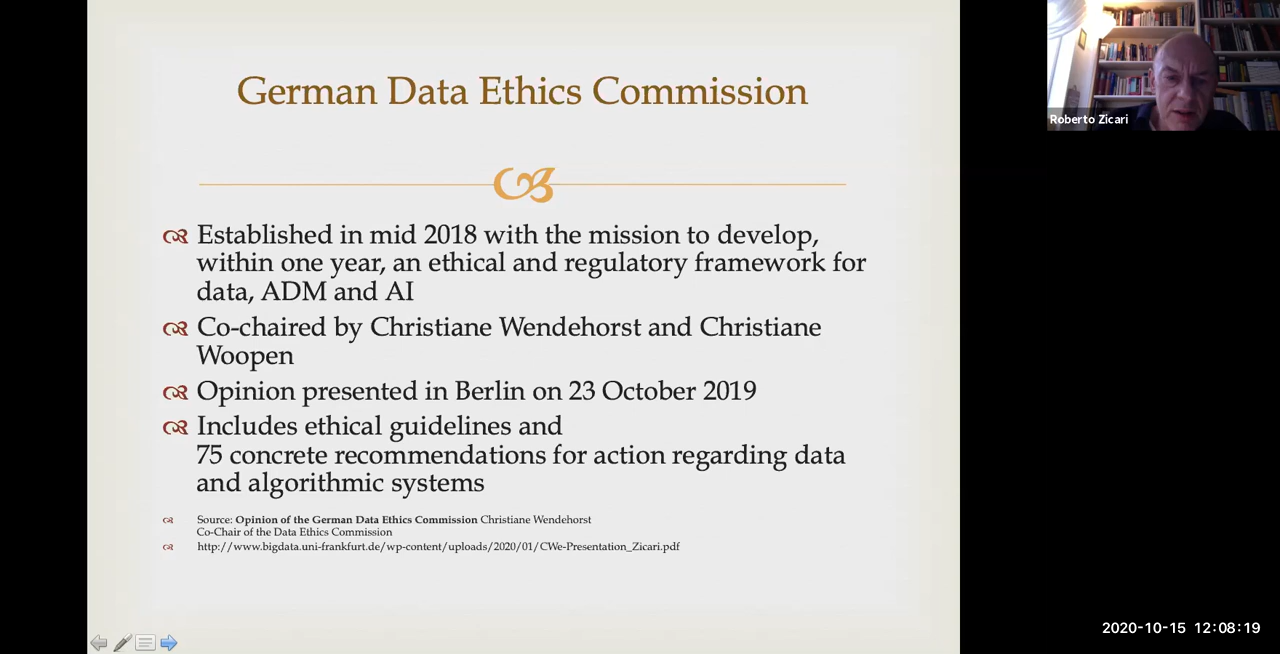 German Data Ethics Commission
Established in mid 2018 with the mission to develop,
within one year, an ethical and regulatory framework for
data, ADM and AI
Co-chaired by Christiane Wendehorst and Christiane
Woopen
Opinion presented in Berlin on 23 October 2019
Includes ethical guidelines and
75 concrete recommendations for action regarding data
and algorithmic systems
Source: Opinion of the German Data Ethics Commission Christiane Wendehorst
Co-Chair of the Data Ethics Commission
http://www.bigdata.uni-frankfurt.de/wp-content/uploads/2020/01/CWe-Presentation_Zicari.pdf
Roberto Zicari
2020-10-15 12:08:19